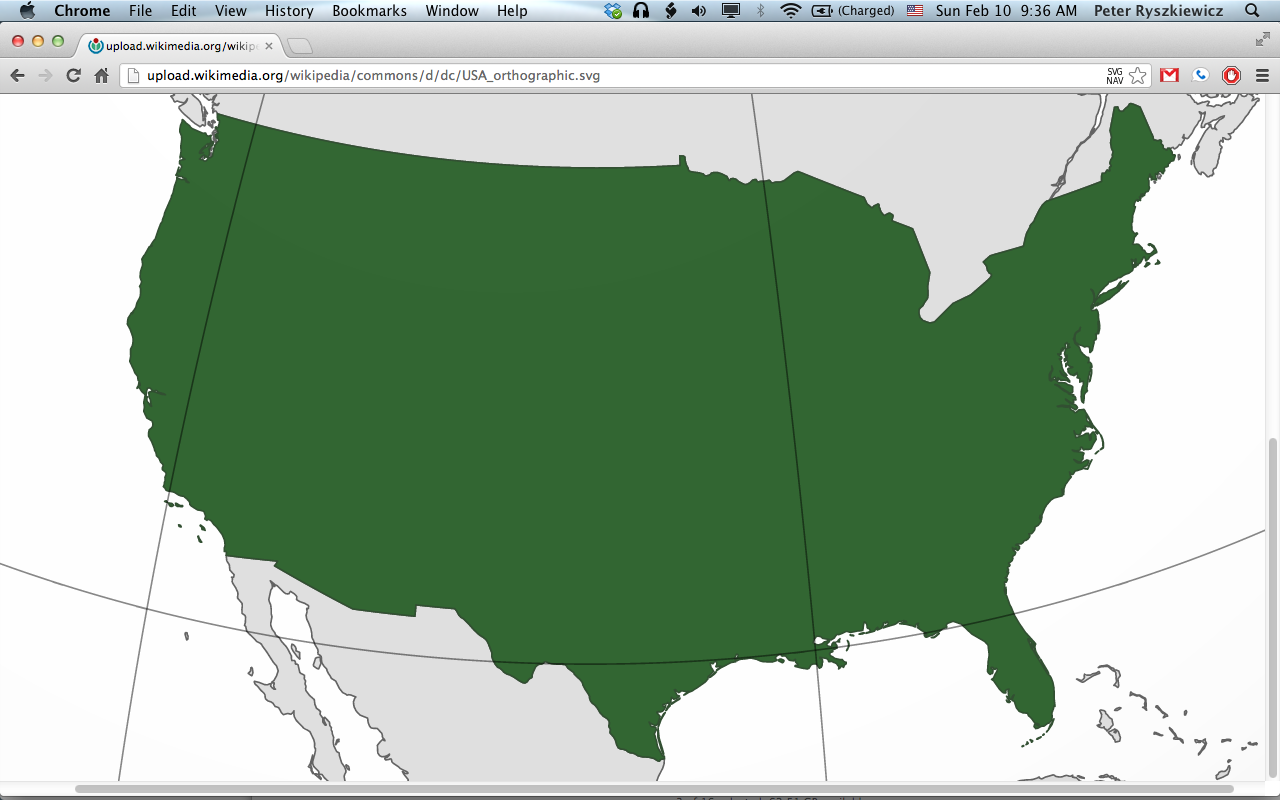 Chrome File Edit View History Bookmarks Window Help (Charged) Sun Feb 10 9:36 AM Peter Ryszkiewicz
upload.wikimedia.org/wikip
upload.wikimedia.org/wikipedia/commons/d/dc/USA_orthographic.svg SVG NAV